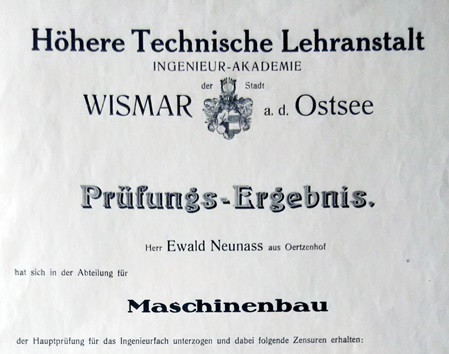 Höhere Technische Lehranstalt
INGENIEUR-AKADEMIE
der Stadt
WISMAR a. d. Ostsee
Prüfungs-Ergebnis.
Herr Ewald Neunass aus Oertzenhof
hat sich in der Abteilung für
Maschinenbau
der Hauptprüfung für das Ingenieurfach unterzogen und dabei folgende Zensuren erhalten: